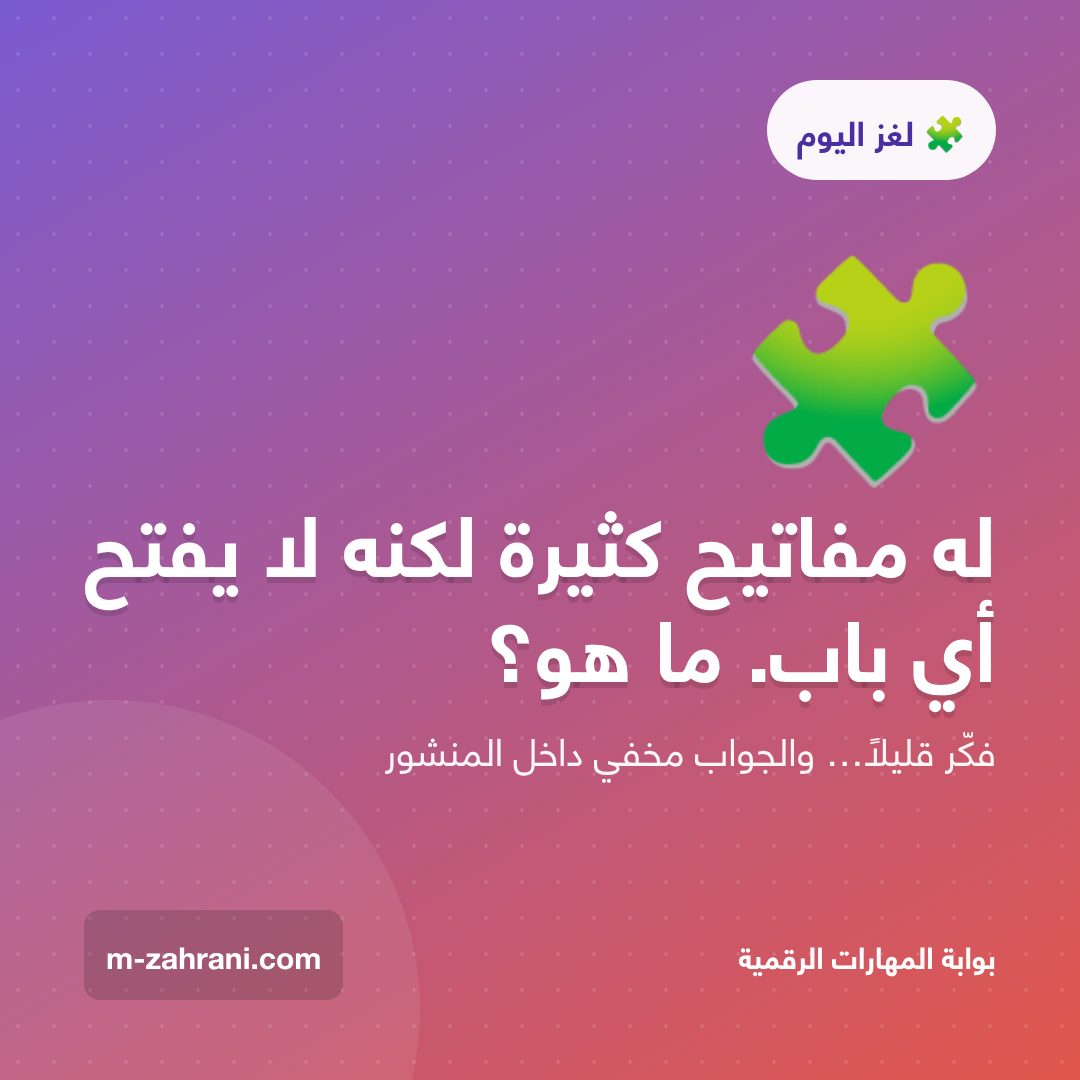 🧩 لغز اليوم
له مفاتيح كثيرة لكنه لا يفتح
أي باب. ما هو؟
فكّر قليلاً... والجواب مخفي داخل المنشور
بوابة المهارات الرقمية
m-zahrani.com